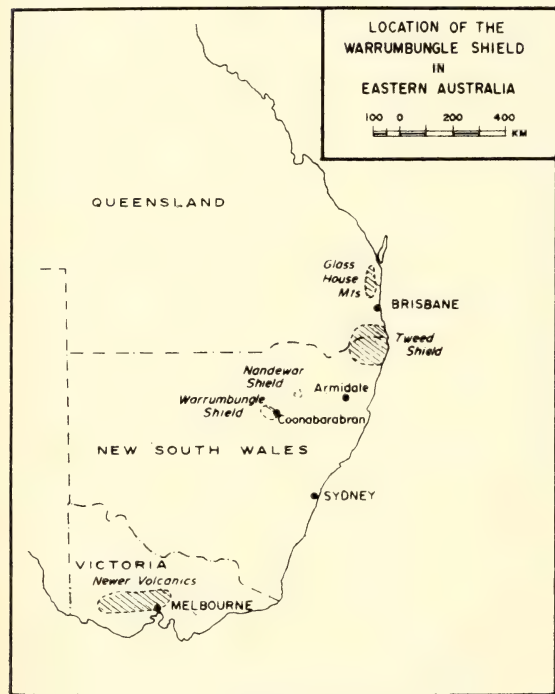 LOCATION OF THE
WARRUMBUNGLE SHIELD
IN
EASTERN AUSTRALIA
100 0 200 400
KM
QUEENSLAND
Glass
House
Mts
BRISBANE
Tweed
Shield
Nandewar
Shield
Armidale
Warrumbungle
Shield
Coonabarabran
NEW SOUTH WALES
SYDNEY
VICTORIA
Newer Volcanics
MELBOURNE